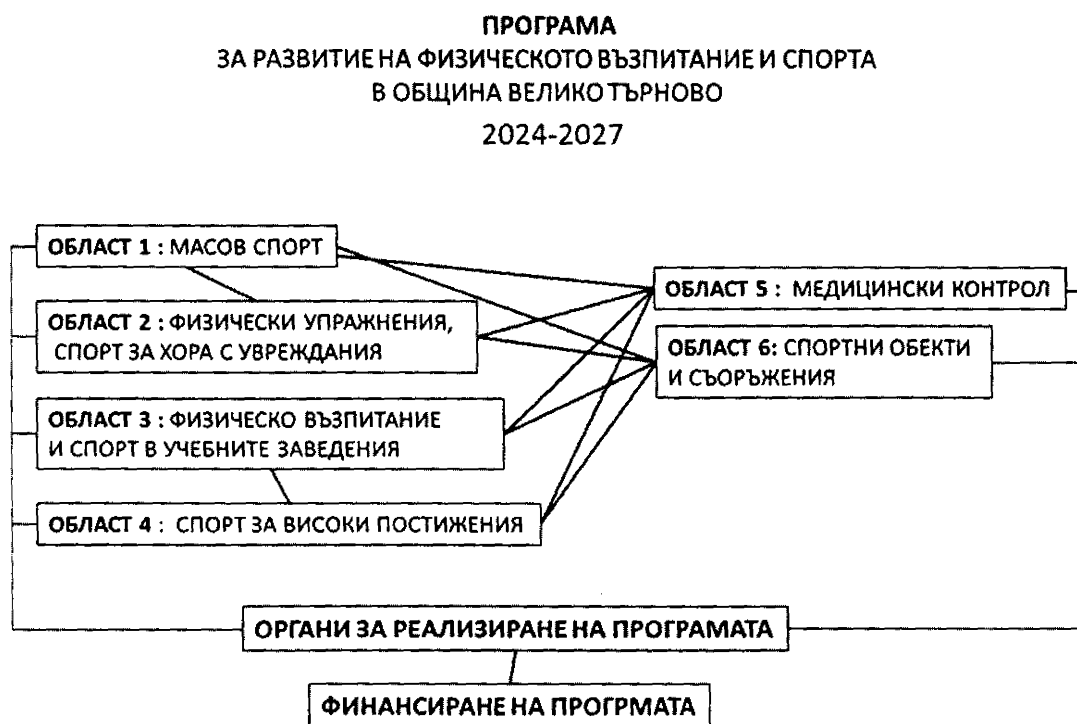 ПРОГРАМА
ЗА РАЗВИТИЕ НА ФИЗИЧЕСКОТО ВЪЗПИТАНИЕ И СПОРТА
В ОБЩИНА ВЕЛИКО ТЪРНОВО
2024-2027
ОБЛАСТ 1 : МАСОВ СПОРТ
ОБЛАСТ 2 : ФИЗИЧЕСКИ УПРАЖНЕНИЯ,
СПОРТ ЗА ХОРА С УВРЕЖДАНИЯ
ОБЛАСТ 3 : ФИЗИЧЕСКО ВЪЗПИТАНИЕ
И СПОРТ В УЧЕБНИТЕ ЗАВЕДЕНИЯ
ОБЛАСТ 4 : СПОРТ ЗА ВИСОКИ ПОСТИЖЕНИЯ
ОБЛАСТ 5 : МЕДИЦИНСКИ КОНТРОЛ
ОБЛАСТ 6: СПОРТНИ ОБЕКТИ
И СЪОРЪЖЕНИЯ
ОРГАНИ ЗА РЕАЛИЗИРАНЕ НА ПРОГРАМАТА
ФИНАНСИРАНЕ НА ПРОГРМАТА